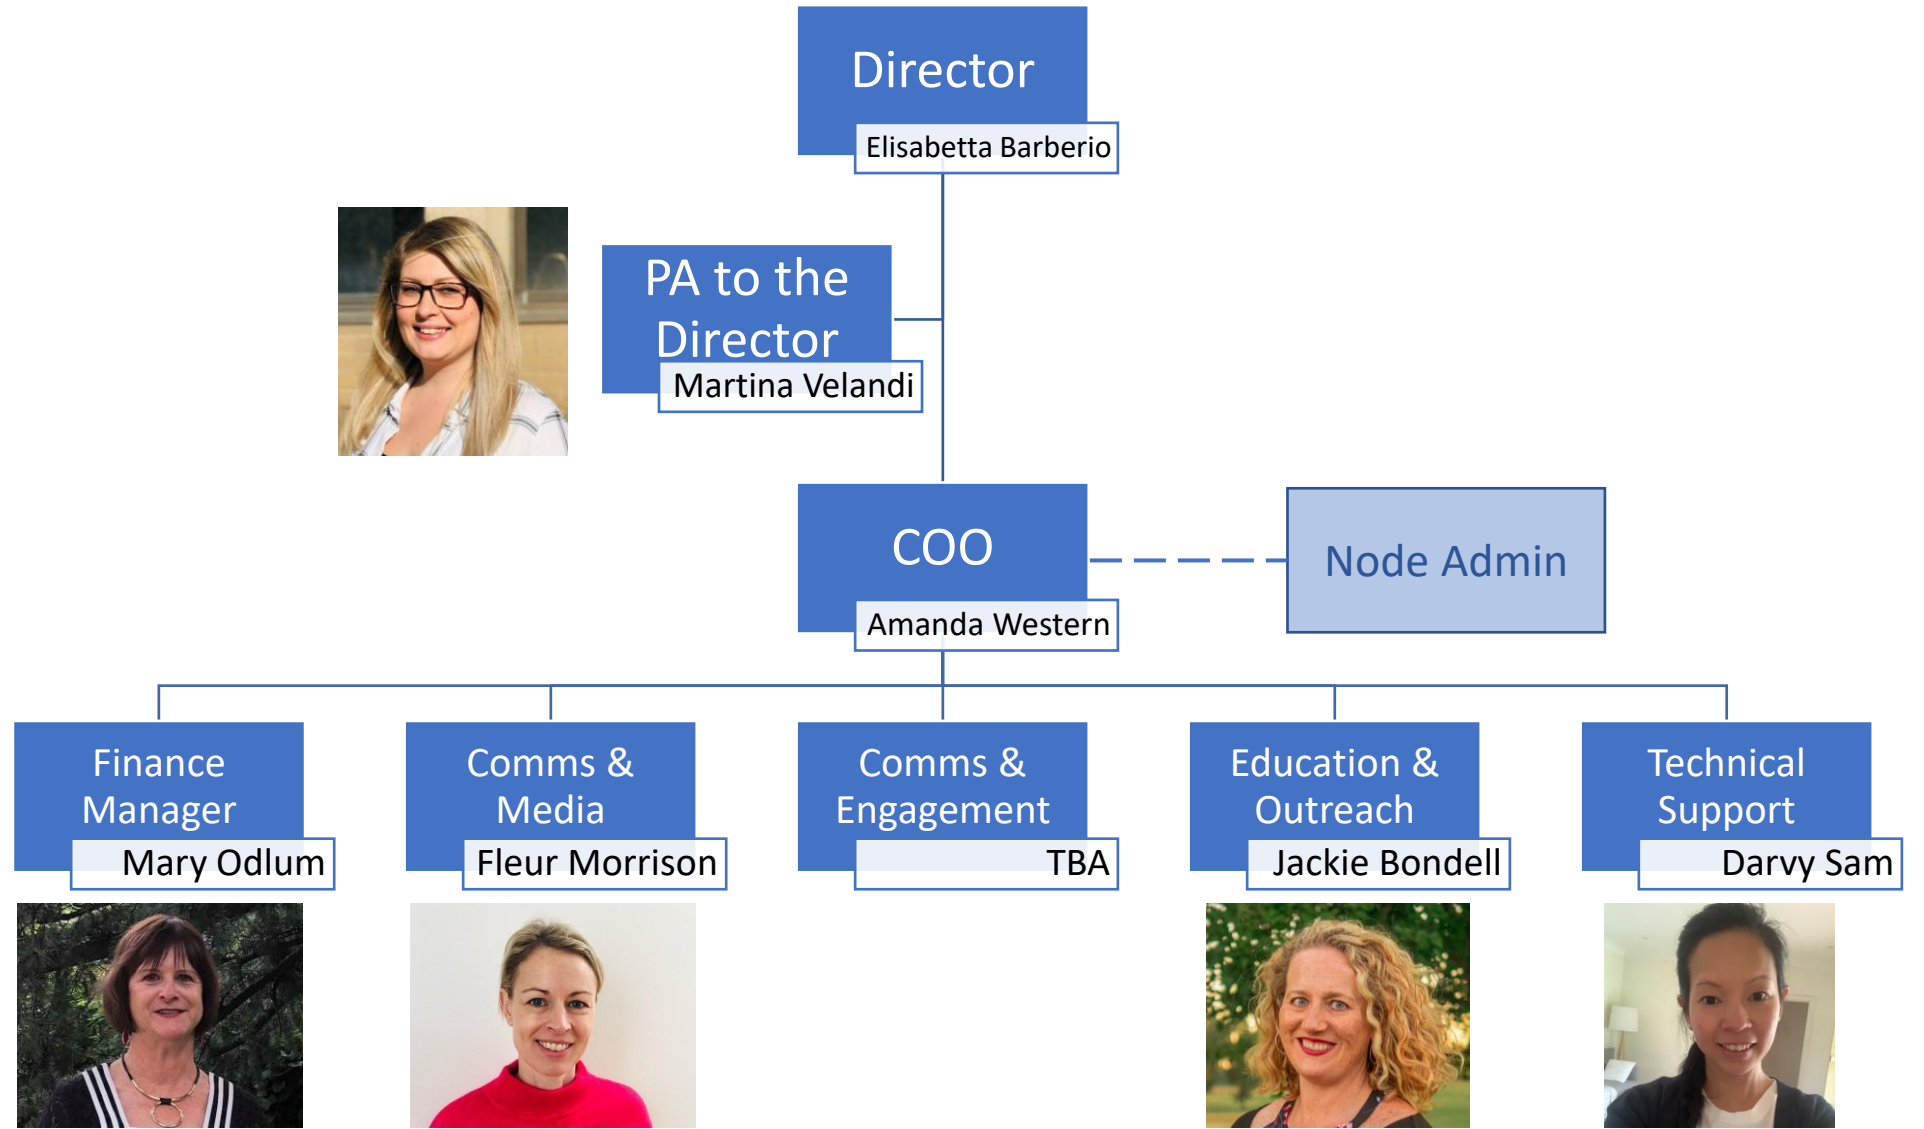 Director
Elisabetta Barberio
PA to the
Director
Martina Velandi
COO
Amanda Western
Node Admin
Finance
Manager
Mary Odlum
Comms &
Media
Fleur Morrison
Comms &
Engagement
TBA
Education &
Outreach
Jackie Bondell
Technical
Support
Darvy Sam